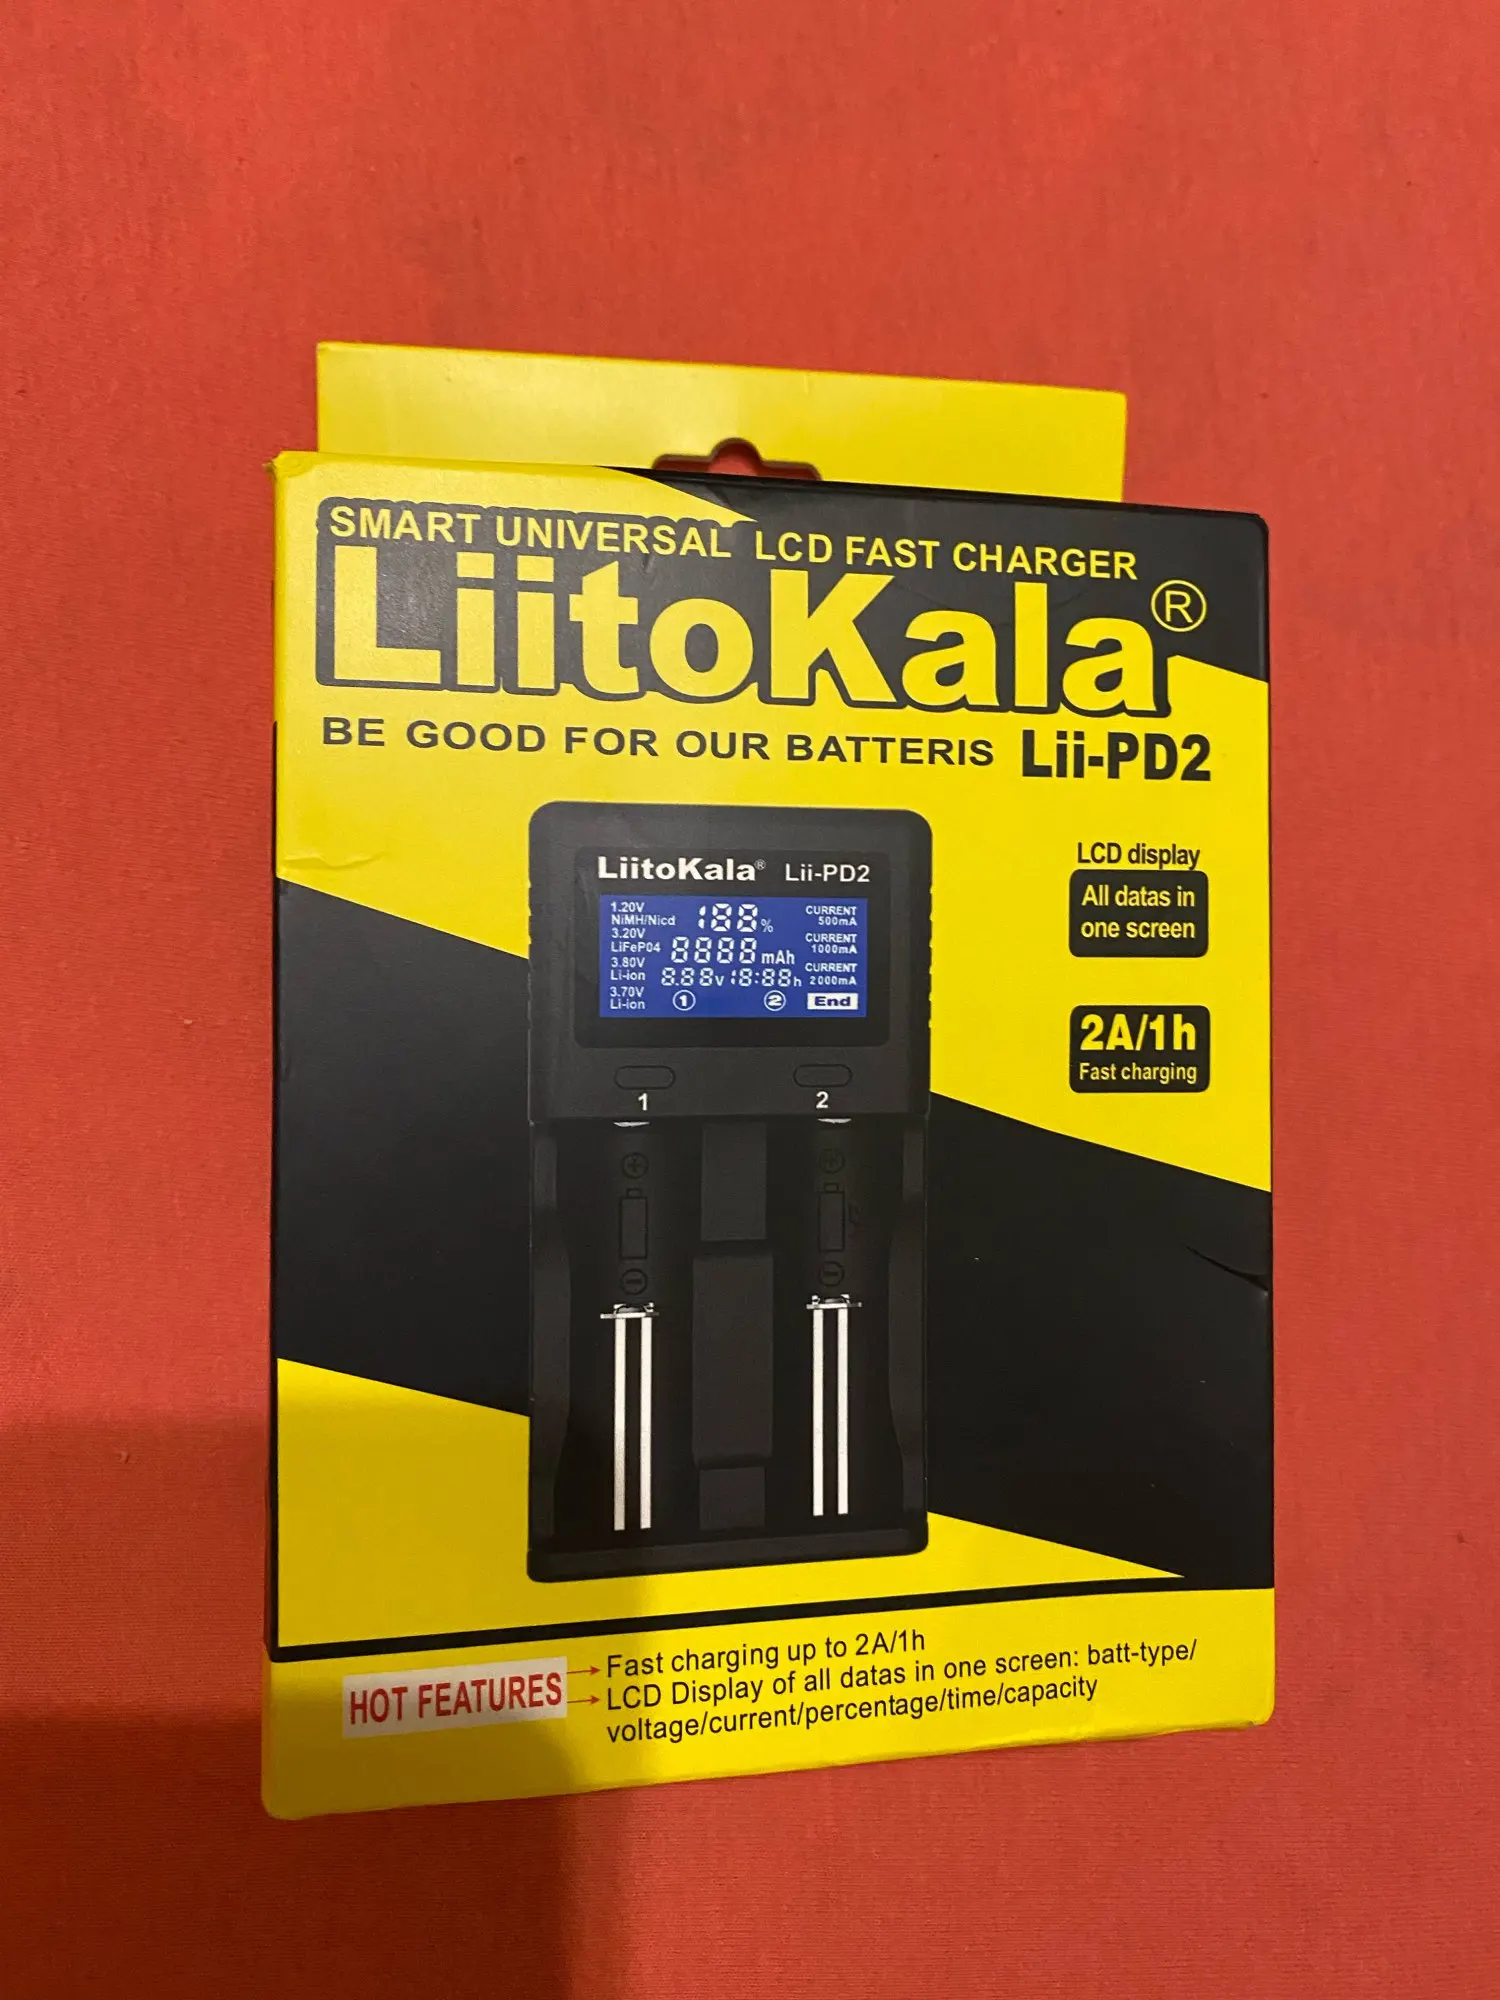 SMART UNIVERSAL LCD FAST CHARGER
LiitoKala®
BE GOOD FOR OUR BATTERIS Lii-PD2
LCD display
All datas in
one screen
2A/1h
Fast charging
LiitoKala® Lii-PD2
1.20V
NiMH/Nicd
3.20V
LiFeP04
3.80V
Li-ion
3.70V
Li-ion
188%
8888mAh
8.88v 18:88h
1 2
CURRENT
500mA
CURRENT
1000mA
CURRENT
2000mA
End
1 2
HOT FEATURES
Fast charging up to 2A/1h
LCD Display of all datas in one screen: batt-type/
voltage/current/percentage/time/capacity